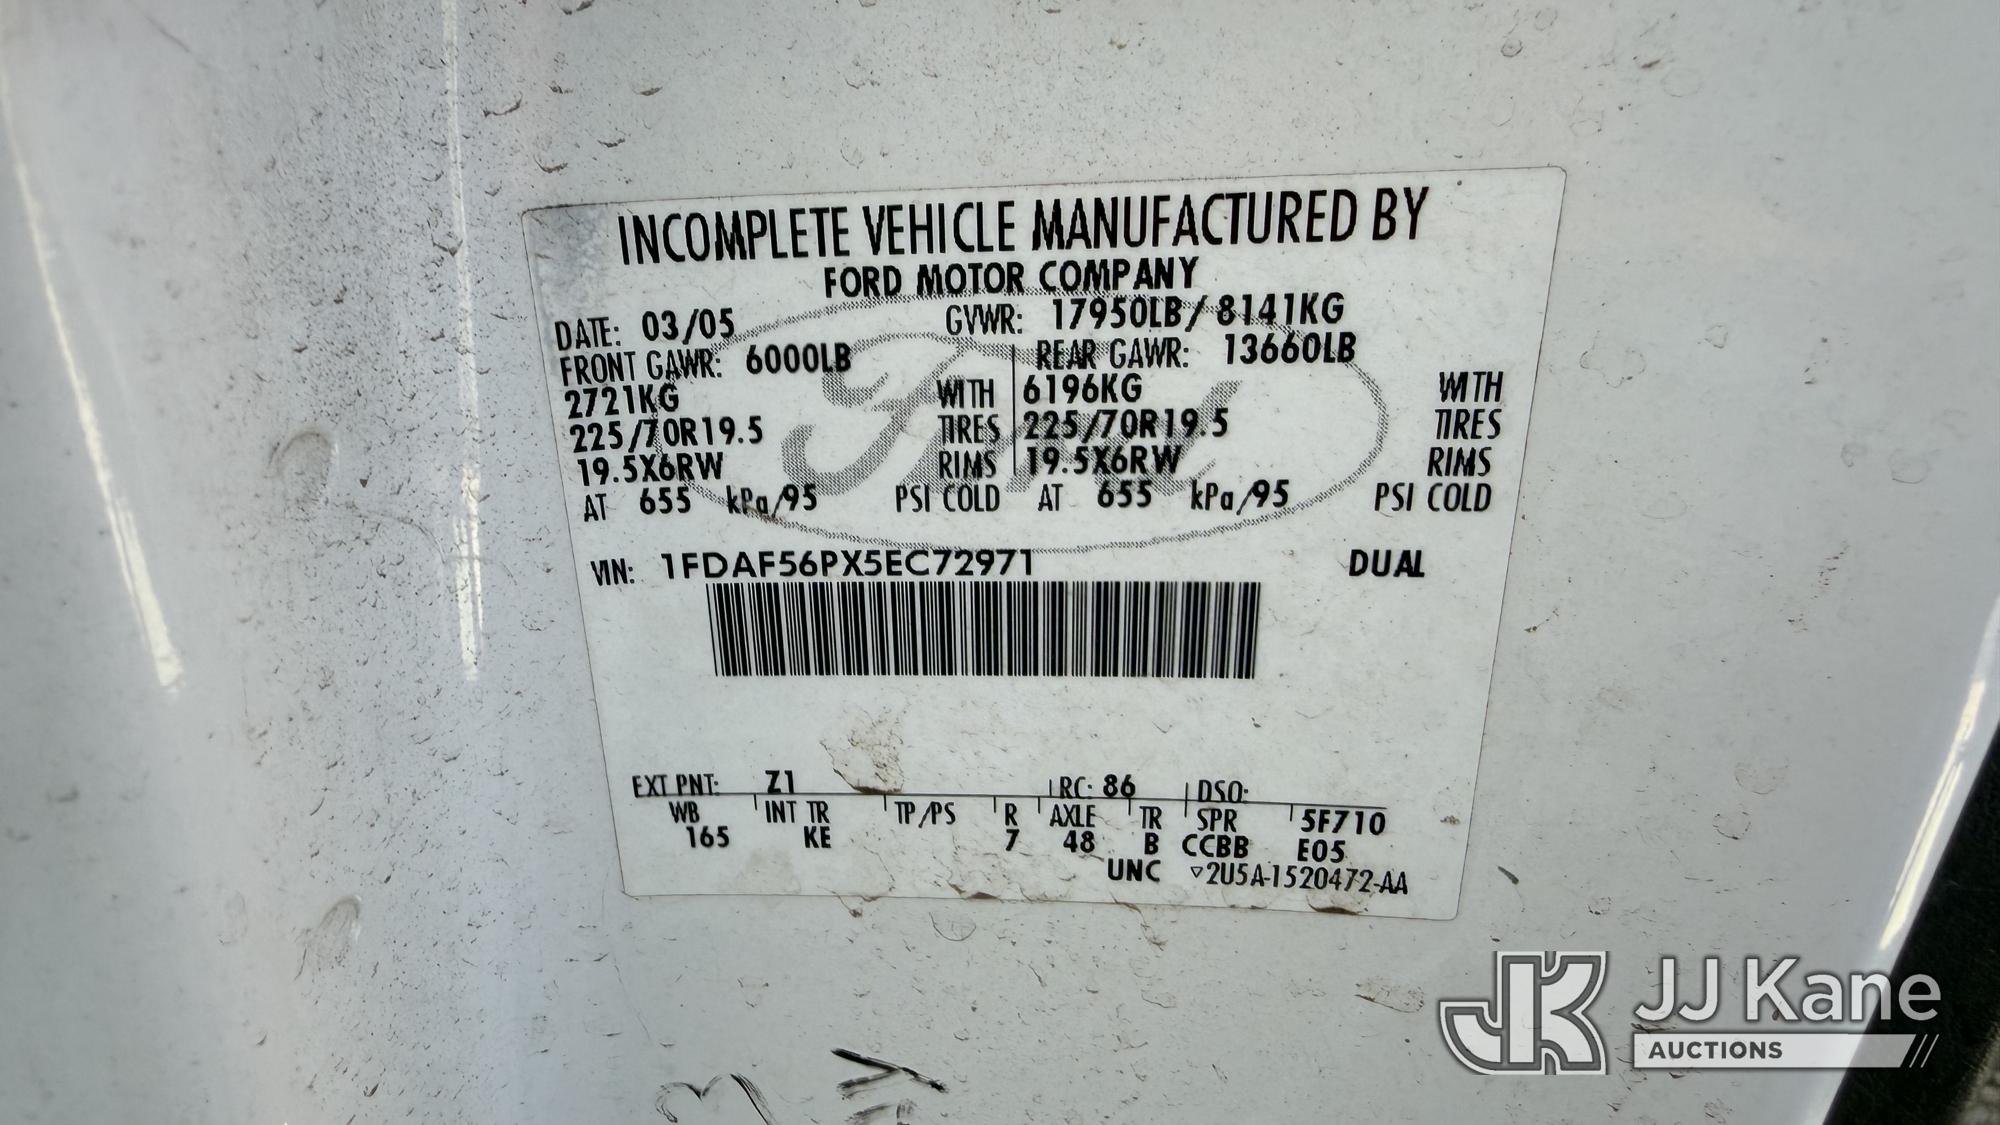 INCOMPLETE VEHICLE MANUFACTURED BY
FORD MOTOR COMPANY
DATE: 03/05 GVWR: 17950LB/ 8141KG
FRONT GAWR: 6000LB REAR GAWR: 13660LB
2721KG WITH 6196KG WITH
225/70R19.5 TIRES 225/70R19.5 TIRES
19.5X6RW RIMS 19.5X6RW RIMS
AT 655 kPa/95 PSI COLD AT 655 kPa/95 PSI COLD
VIN: 1FDAF56PX5EC72971 DUAL
EXT PNT: Z1 RC: 86 DSO:
WB INT TR TP/PS R AXLE TR SPR 5F710
165 KE 7 48 B CCBB E05
UNC ▽2U5A-1520472-AA
Ford
JK JJ Kane
AUCTIONS